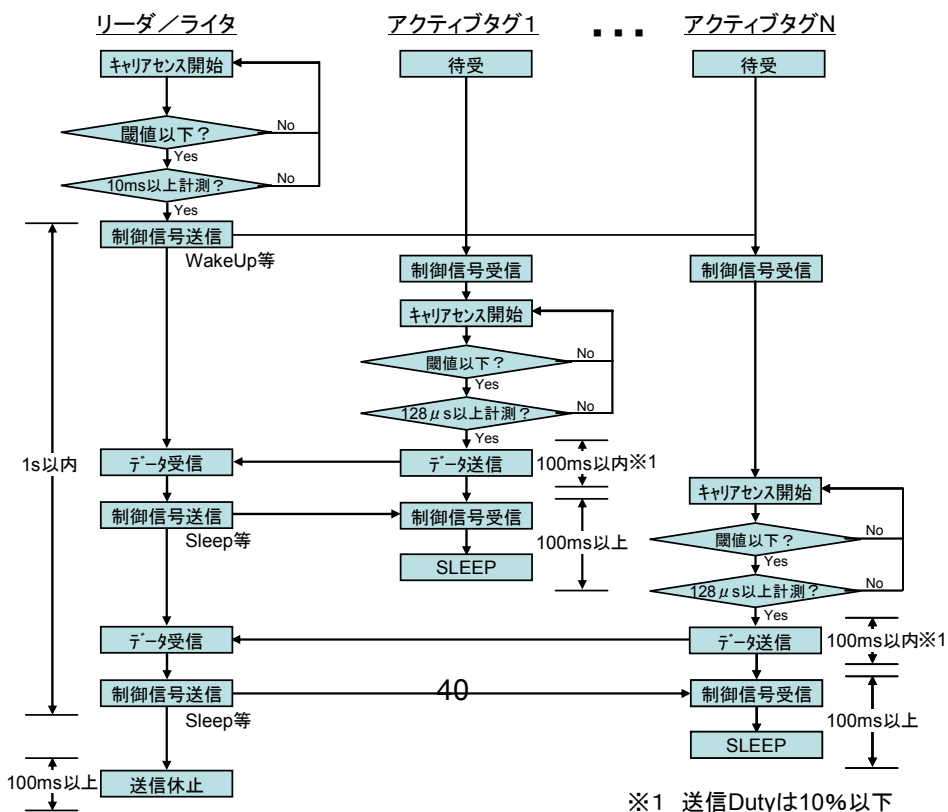 リーダ／ライタ
アクティブタグ1
・・・
アクティブタグN
キャリアセンス開始
待受
待受
閾値以下？
No
Yes
10ms以上計測？
No
Yes
制御信号送信
WakeUp等
制御信号受信
制御信号受信
キャリアセンス開始
閾値以下？
No
Yes
128μs以上計測？
No
Yes
1s以内
データ受信
データ送信
100ms以内※1
キャリアセンス開始
制御信号送信
Sleep等
制御信号受信
100ms以上
SLEEP
閾値以下？
No
Yes
128μs以上計測？
No
Yes
データ受信
データ送信
100ms以内※1
制御信号送信
Sleep等
40
制御信号受信
100ms以上
SLEEP
100ms以上
送信休止
※1 送信Dutyは10%以下